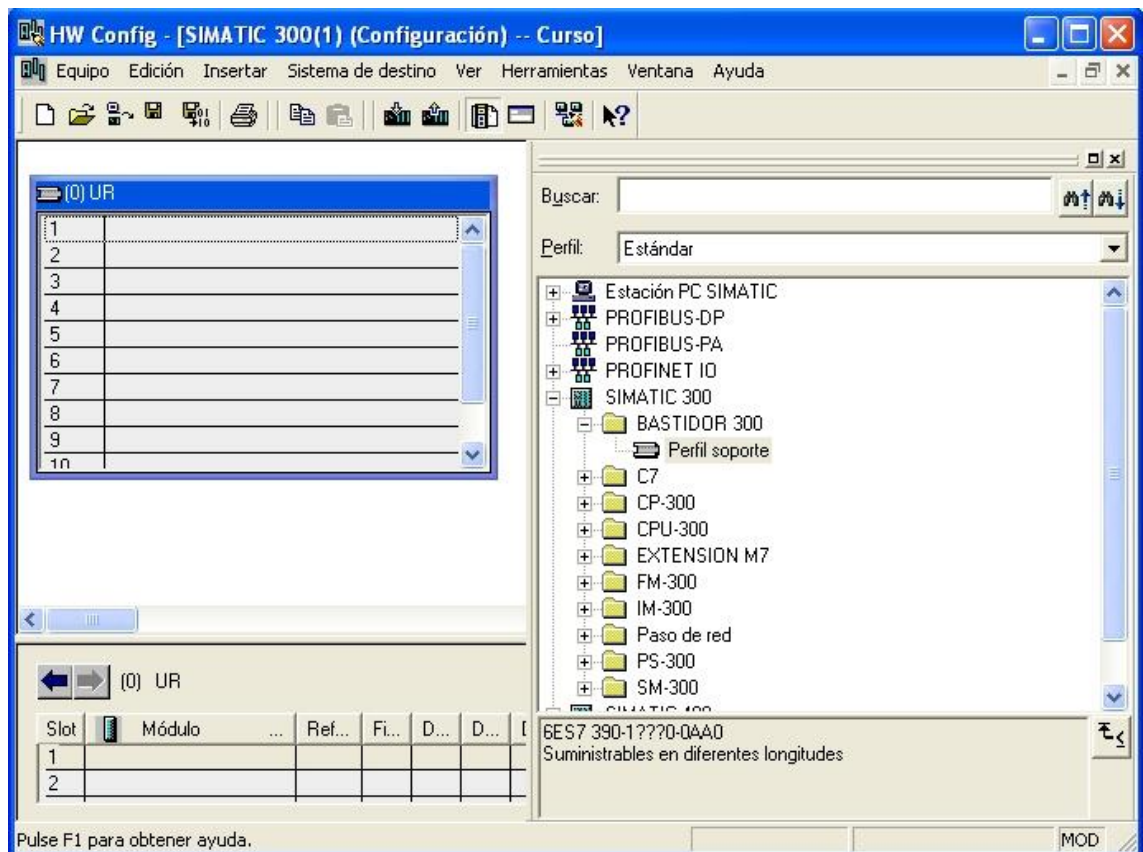 HW Config - [SIMATIC 300(1) (Configuración) -- Curso]
Equipo Edición Insertar Sistema de destino Ver Herramientas Ventana Ayuda
(0) UR
1
2
3
4
5
6
7
8
9
10
Buscar:
Perfil: Estándar
Estación PC SIMATIC
PROFIBUS-DP
PROFIBUS-PA
PROFINET IO
SIMATIC 300
BASTIDOR 300
Perfil soporte
C7
CP-300
CPU-300
EXTENSION M7
FM-300
IM-300
Paso de red
PS-300
SM-300
SIMATIC 400
(0) UR
Slot Módulo ... Ref... Fi... D... D...
1
2
6ES7 390-1???0-0AA0
Suministrables en diferentes longitudes
Pulse F1 para obtener ayuda. MOD